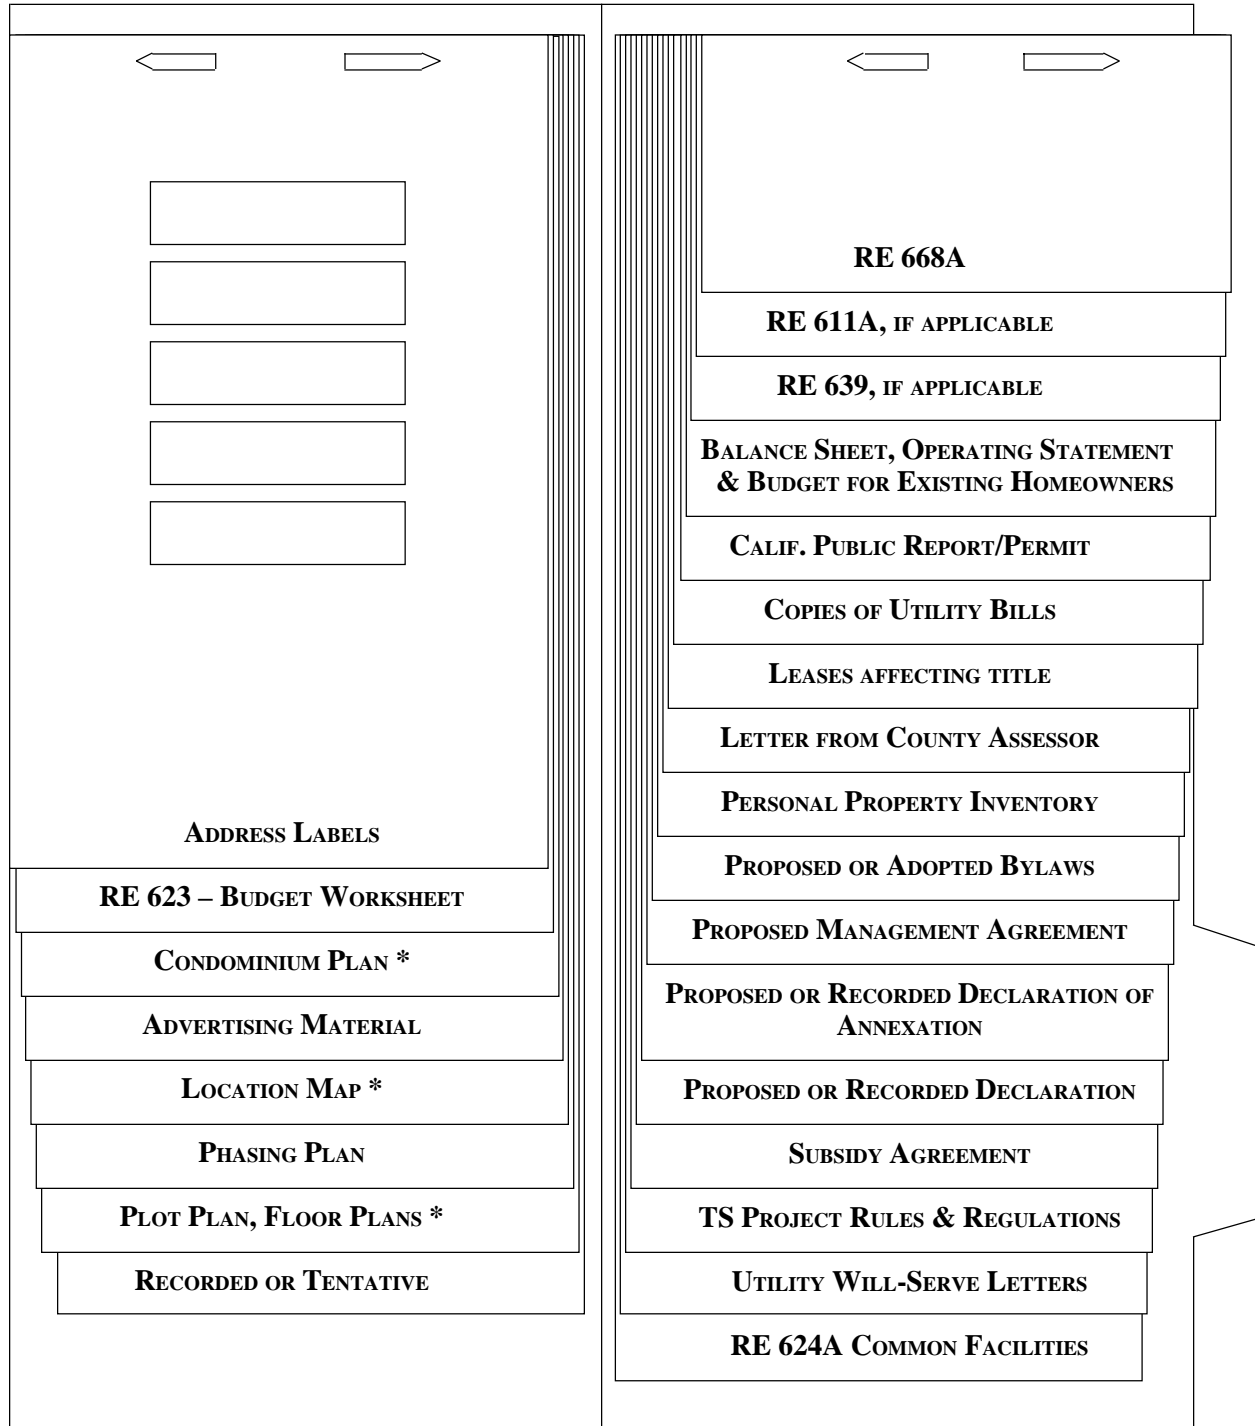 Address Labels
RE 623 – Budget Worksheet
Condominium Plan *
Advertising Material
Location Map *
Phasing Plan
Plot Plan, Floor Plans *
Recorded or Tentative
RE 668A
RE 611A, if applicable
RE 639, if applicable
Balance Sheet, Operating Statement
& Budget for Existing Homeowners
Calif. Public Report/Permit
Copies of Utility Bills
Leases affecting title
Letter from County Assessor
Personal Property Inventory
Proposed or Adopted Bylaws
Proposed Management Agreement
Proposed or Recorded Declaration of
Annexation
Proposed or Recorded Declaration
Subsidy Agreement
TS Project Rules & Regulations
Utility Will-Serve Letters
RE 624A Common Facilities